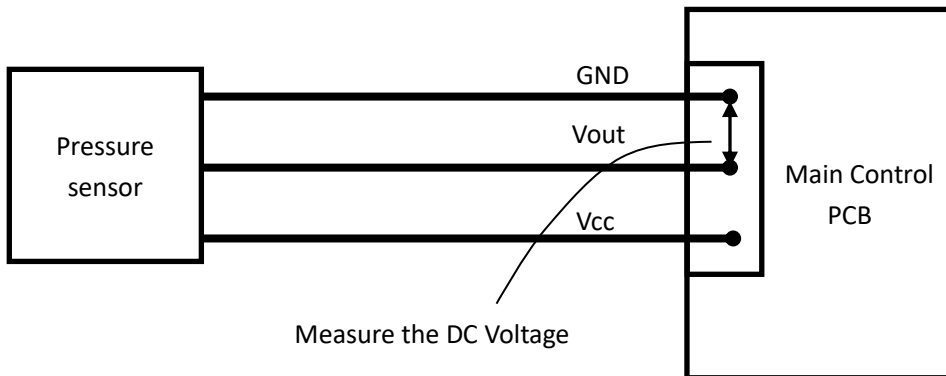 GND
Vout
Pressure
sensor
Main Control
PCB
Vcc
Measure the DC Voltage